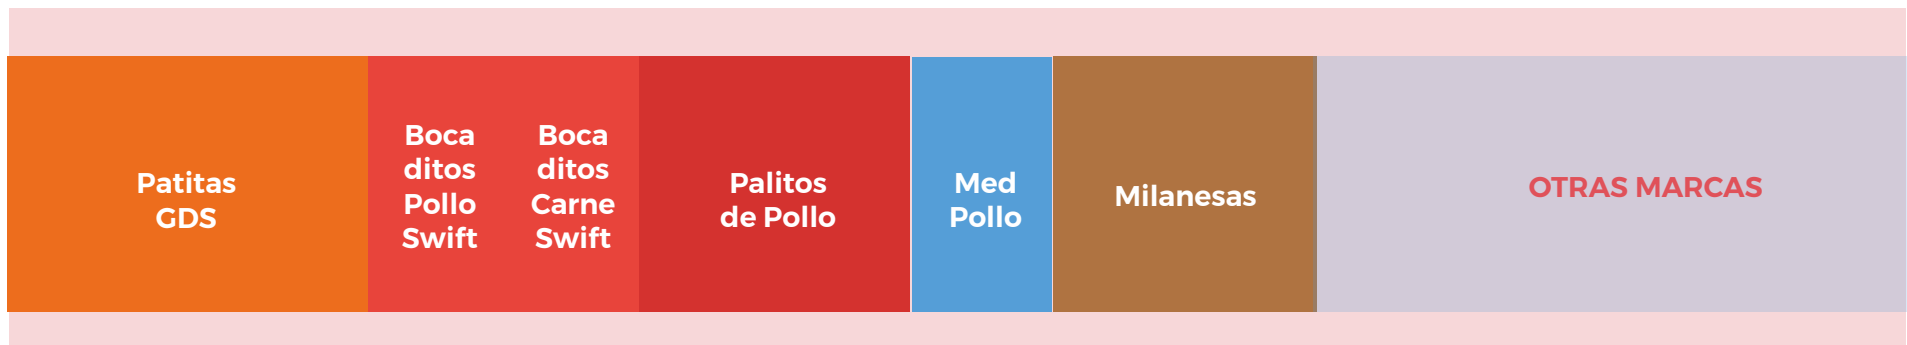 Patitas
GDS
Boca
ditos
Pollo
Swift
Boca
ditos
Carne
Swift
Palitos
de Pollo
Med
Pollo
Milanesas
OTRAS MARCAS